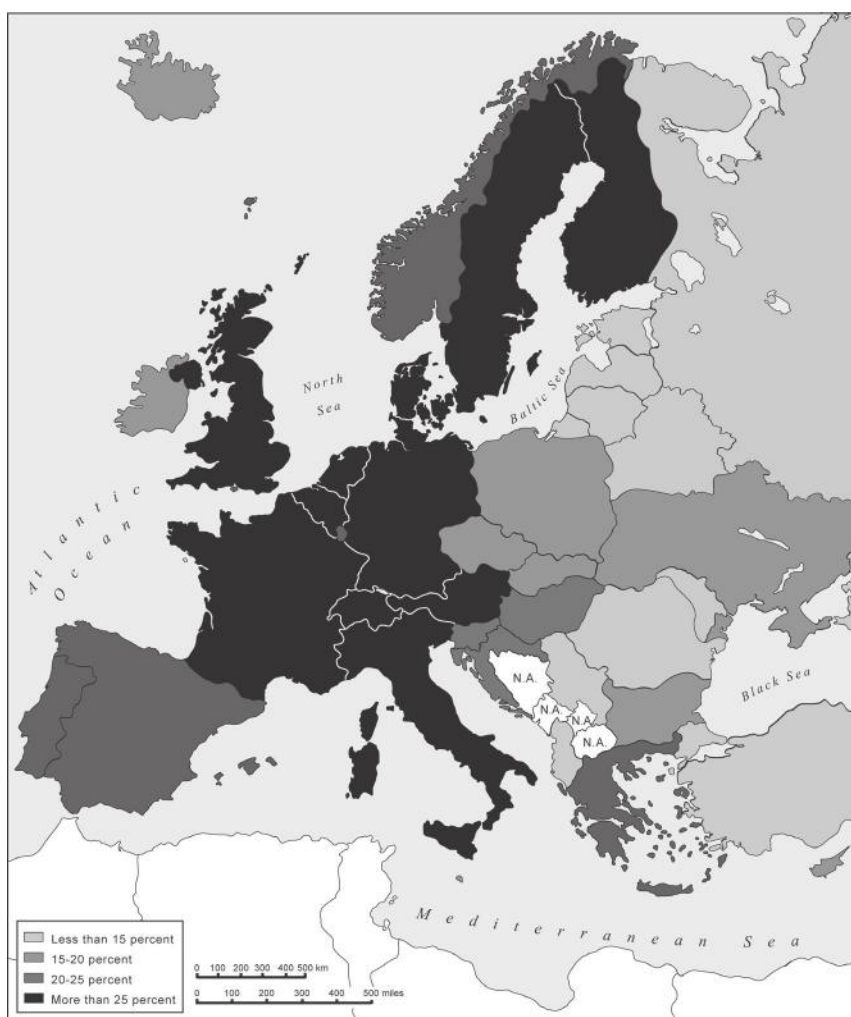 North
Sea
Baltic Sea
Atlantic
Ocean
N.A.
N.A.
N.A.
N.A.
Black Sea
Mediterranean Sea
Less than 15 percent
15-20 percent
20-25 percent
More than 25 percent
0 100 200 300 400 500 km
0 100 200 300 400 500 miles